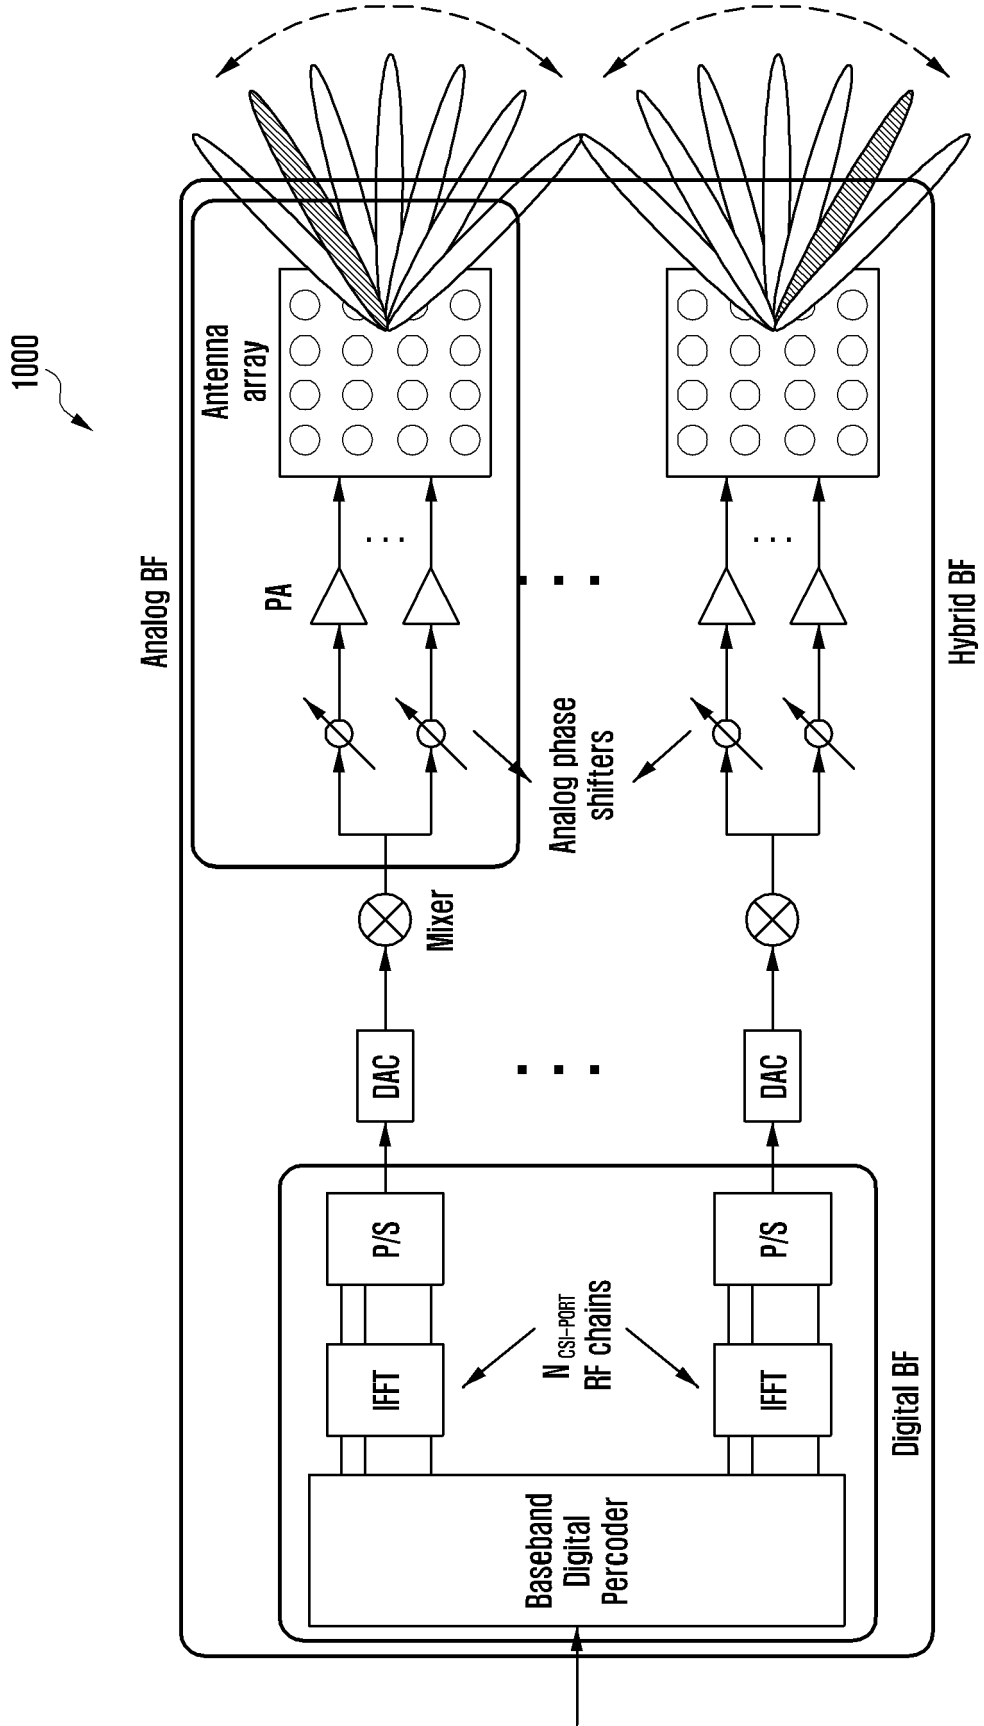 1000
Analog BF
Antenna
array
PA
Analog phase
shifters
Mixer
DAC
DAC
P/S
P/S
N CSI-PORT
RF chains
IFFT
IFFT
Baseband
Digital
Percoder
Digital BF
Hybrid BF